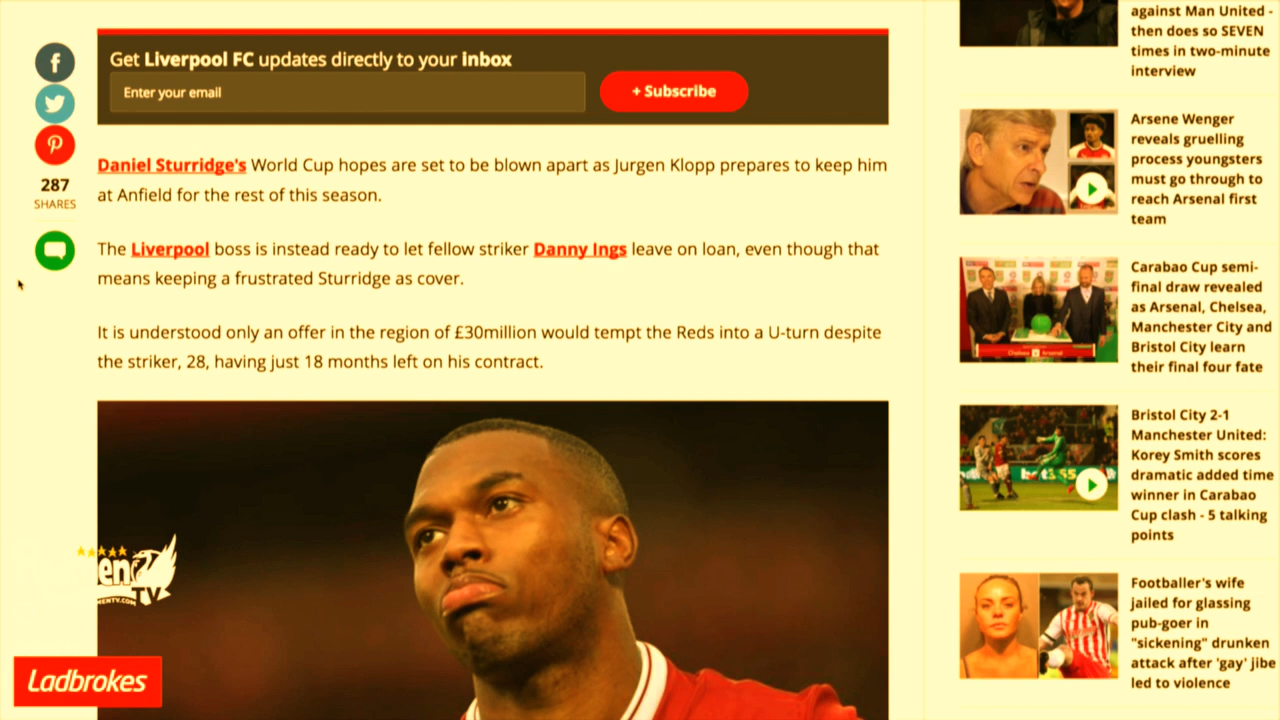 Get Liverpool FC updates directly to your Inbox
Enter your email
+ Subscribe
287
SHARES
Daniel Sturridge's World Cup hopes are set to be blown apart as Jurgen Klopp prepares to keep him
at Anfield for the rest of this season.
The Liverpool boss is instead ready to let fellow striker Danny Ings leave on loan, even though that
means keeping a frustrated Sturridge as cover.
It is understood only an offer in the region of £30million would tempt the Reds into a U-turn despite
the striker, 28, having just 18 months left on his contract.
TV
Ladbrokes
against Man United -
then does so SEVEN
times in two-minute
interview
Arsene Wenger
reveals gruelling
process youngsters
must go through to
reach Arsenal first
team
Carabao Cup semi-
final draw revealed
as Arsenal, Chelsea,
Manchester City and
Bristol City learn
their final four fate
Chelsea Arsenal
Bristol City 2-1
Manchester United:
Korey Smith scores
dramatic added time
winner in Carabao
Cup clash - 5 talking
points
bet365
Footballer's wife
jailed for glassing
pub-goer in
"sickening" drunken
attack after 'gay' jibe
led to violence